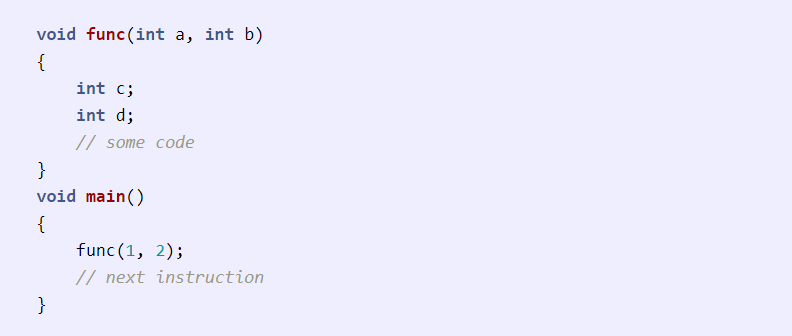 void func(int a, int b)
{
    int c;
    int d;
    // some code
}
void main()
{
    func(1, 2);
    // next instruction
}